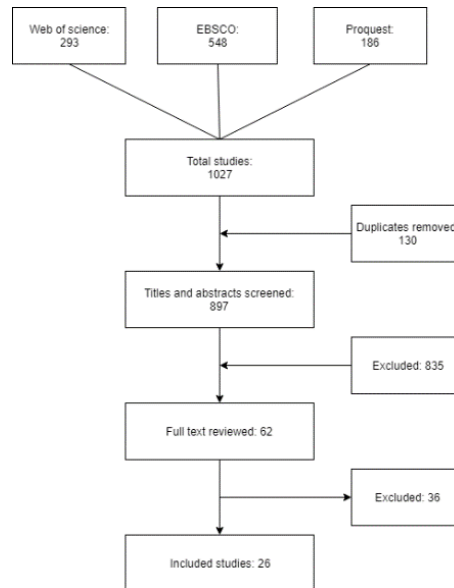 Web of science:
293
EBSCO:
548
Proquest:
186
Total studies:
1027
Duplicates removed:
130
Titles and abstracts screened:
897
Excluded: 835
Full text reviewed: 62
Excluded: 36
Included studies: 26